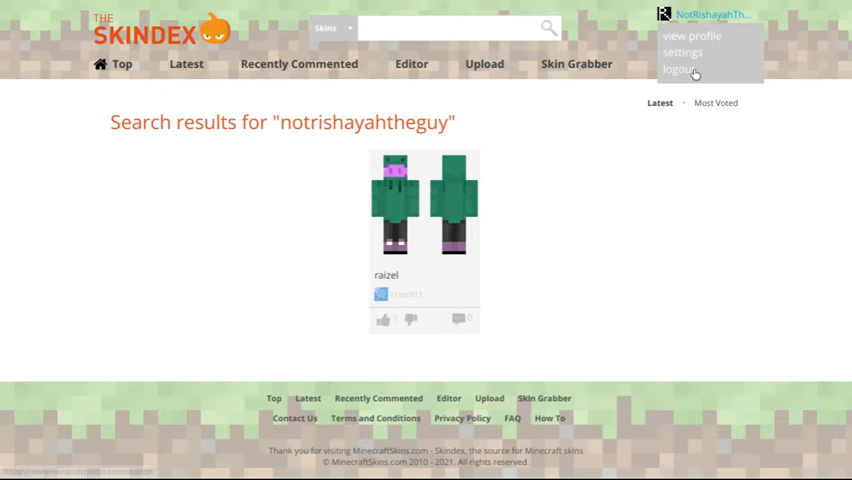 THE
SKINDEX
Skins
NotRishayahTh...
view profile
settings
logout
Top Latest Recently Commented Editor Upload Skin Grabber
Latest · Most Voted
Search results for "notrishayahtheguy"
raizel
1 0
Top Latest Recently Commented Editor Upload Skin Grabber
Contact Us Terms and Conditions Privacy Policy FAQ How To
Thank you for visiting MinecraftSkins.com - Skindex, the source for Minecraft skins
© MinecraftSkins.com 2010 - 2021. All rights reserved.